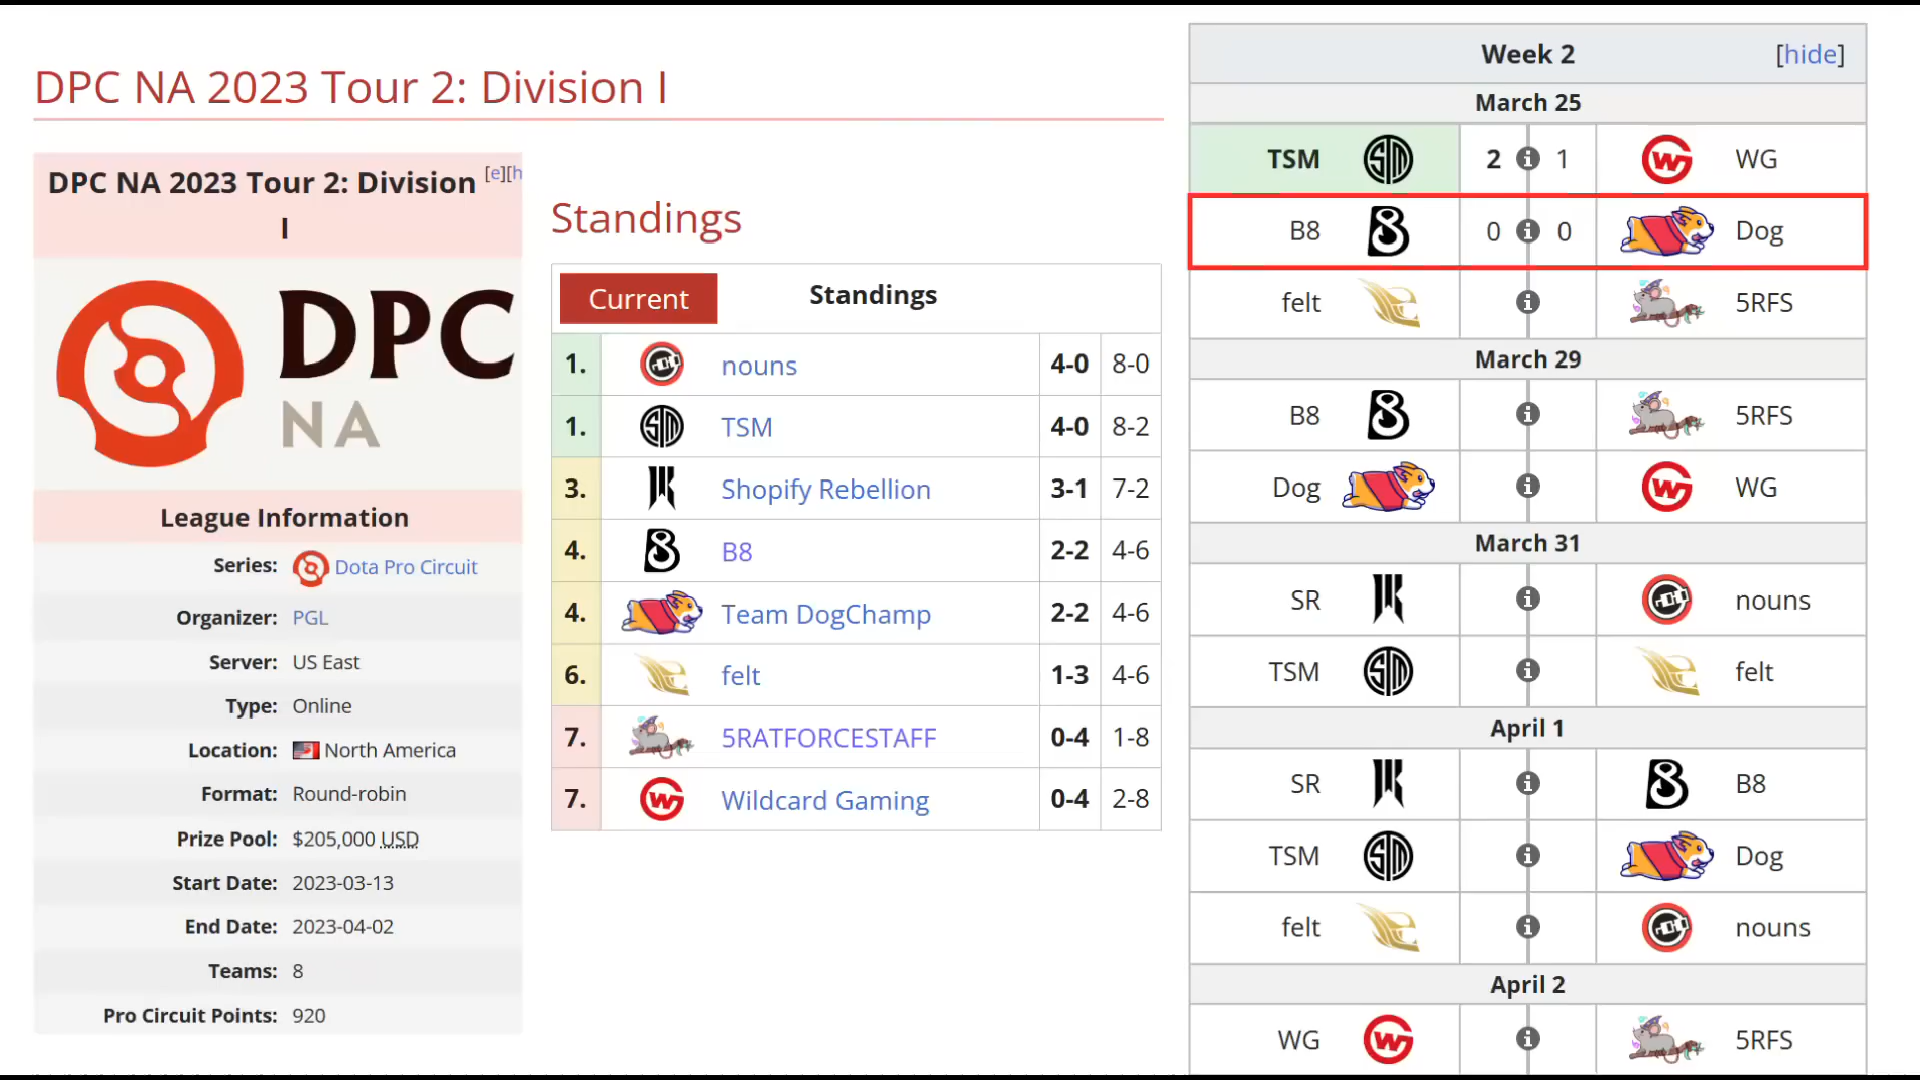 DPC NA 2023 Tour 2: Division I
DPC NA 2023 Tour 2: Division [e][h
I
DPC
NA
League Information
Series: Dota Pro Circuit
Organizer: PGL
Server: US East
Type: Online
Location: North America
Format: Round-robin
Prize Pool: $205,000 USD
Start Date: 2023-03-13
End Date: 2023-04-02
Teams: 8
Pro Circuit Points: 920
Standings
Current Standings
1. nouns 4-0 8-0
1. TSM 4-0 8-2
3. Shopify Rebellion 3-1 7-2
4. B8 2-2 4-6
4. Team DogChamp 2-2 4-6
6. felt 1-3 4-6
7. 5RATFORCESTAFF 0-4 1-8
7. Wildcard Gaming 0-4 2-8
Week 2 [hide]
March 25
TSM 2 1 WG
B8 0 0 Dog
felt 5RFS
March 29
B8 5RFS
Dog WG
March 31
SR nouns
TSM felt
April 1
SR B8
TSM Dog
felt nouns
April 2
WG 5RFS